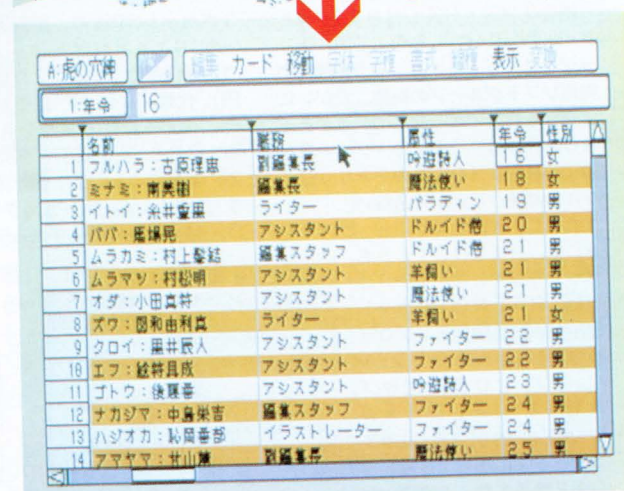 A:虎の穴紳 編集 カード 移動 字体 字種 書式 線種 表示 変換
1:年令 16
名前 職務 属性 年令 性別
1 フルハラ:古原理恵 副編集長 吟遊詩人 16 女
2 ミナミ:南美樹 編集長 魔法使い 18 女
3 イトイ:糸井重黒 ライター パラディン 19 男
4 ババ:馬場晃 アシスタント ドルイド僧 20 男
5 ムラカミ:村上 編集スタッフ ドルイド僧 21 男
6 ムラマツ:村松明 アシスタント 羊飼い 21 男
7 オダ:小田真梓 アシスタント 魔法使い 21 男
8 ズワ:図和由利真 ライター 羊飼い 21 女
9 クロイ:黒井辰人 アシスタント ファイター 22 男
10 エフ:絵符具成 アシスタント ファイター 22 男
11 ゴトウ:後 アシスタント 吟遊詩人 23 男
12 ナカジマ:中島栄吉 編集スタッフ ファイター 24 男
13 ハジオカ:恥岡 イラストレーター ファイター 24 男
14 アマヤマ:甘山 副編集長 魔法使い 25 男